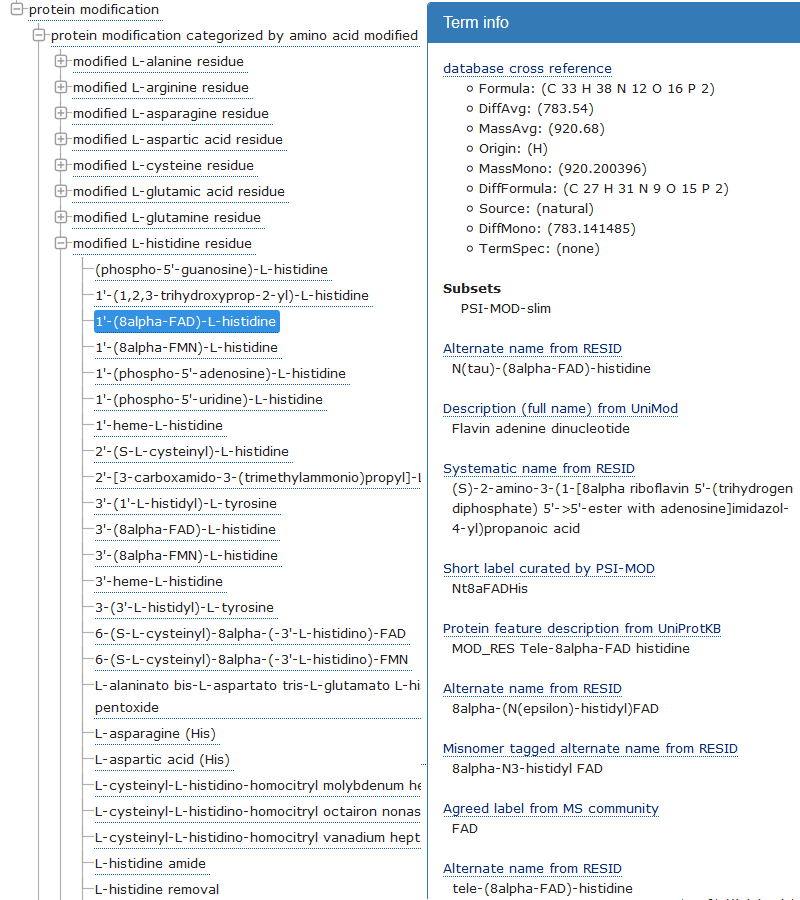 protein modification
protein modification categorized by amino acid modified
modified L-alanine residue
modified L-arginine residue
modified L-asparagine residue
modified L-aspartic acid residue
modified L-cysteine residue
modified L-glutamic acid residue
modified L-glutamine residue
modified L-histidine residue
(phospho-5'-guanosine)-L-histidine
1'-(1,2,3-trihydroxyprop-2-yl)-L-histidine
1'-(8alpha-FAD)-L-histidine
1'-(8alpha-FMN)-L-histidine
1'-(phospho-5'-adenosine)-L-histidine
1'-(phospho-5'-uridine)-L-histidine
1'-heme-L-histidine
2'-(S-L-cysteinyl)-L-histidine
2'-[3-carboxamido-3-(trimethylammonio)propyl]-L
3'-(1'-L-histidyl)-L-tyrosine
3'-(8alpha-FAD)-L-histidine
3'-(8alpha-FMN)-L-histidine
3'-heme-L-histidine
3-(3'-L-histidyl)-L-tyrosine
6-(S-L-cysteinyl)-8alpha-(-3'-L-histidino)-FAD
6-(S-L-cysteinyl)-8alpha-(-3'-L-histidino)-FMN
L-alaninato bis-L-aspartato tris-L-glutamato L-hi
pentoxide
L-asparagine (His)
L-aspartic acid (His)
L-cysteinyl-L-histidino-homocitryl molybdenum he
L-cysteinyl-L-histidino-homocitryl octairon nonas
L-cysteinyl-L-histidino-homocitryl vanadium hept
L-histidine amide
L-histidine removal
Term info
database cross reference
Formula: (C 33 H 38 N 12 O 16 P 2)
DiffAvg: (783.54)
MassAvg: (920.68)
Origin: (H)
MassMono: (920.200396)
DiffFormula: (C 27 H 31 N 9 O 15 P 2)
Source: (natural)
DiffMono: (783.141485)
TermSpec: (none)
Subsets
PSI-MOD-slim
Alternate name from RESID
N(tau)-(8alpha-FAD)-histidine
Description (full name) from UniMod
Flavin adenine dinucleotide
Systematic name from RESID
(S)-2-amino-3-(1-[8alpha riboflavin 5'-(trihydrogen
diphosphate) 5'->5'-ester with adenosine]imidazol-
4-yl)propanoic acid
Short label curated by PSI-MOD
Nt8aFADHis
Protein feature description from UniProtKB
MOD_RES Tele-8alpha-FAD histidine
Alternate name from RESID
8alpha-(N(epsilon)-histidyl)FAD
Misnomer tagged alternate name from RESID
8alpha-N3-histidyl FAD
Agreed label from MS community
FAD
Alternate name from RESID
tele-(8alpha-FAD)-histidine